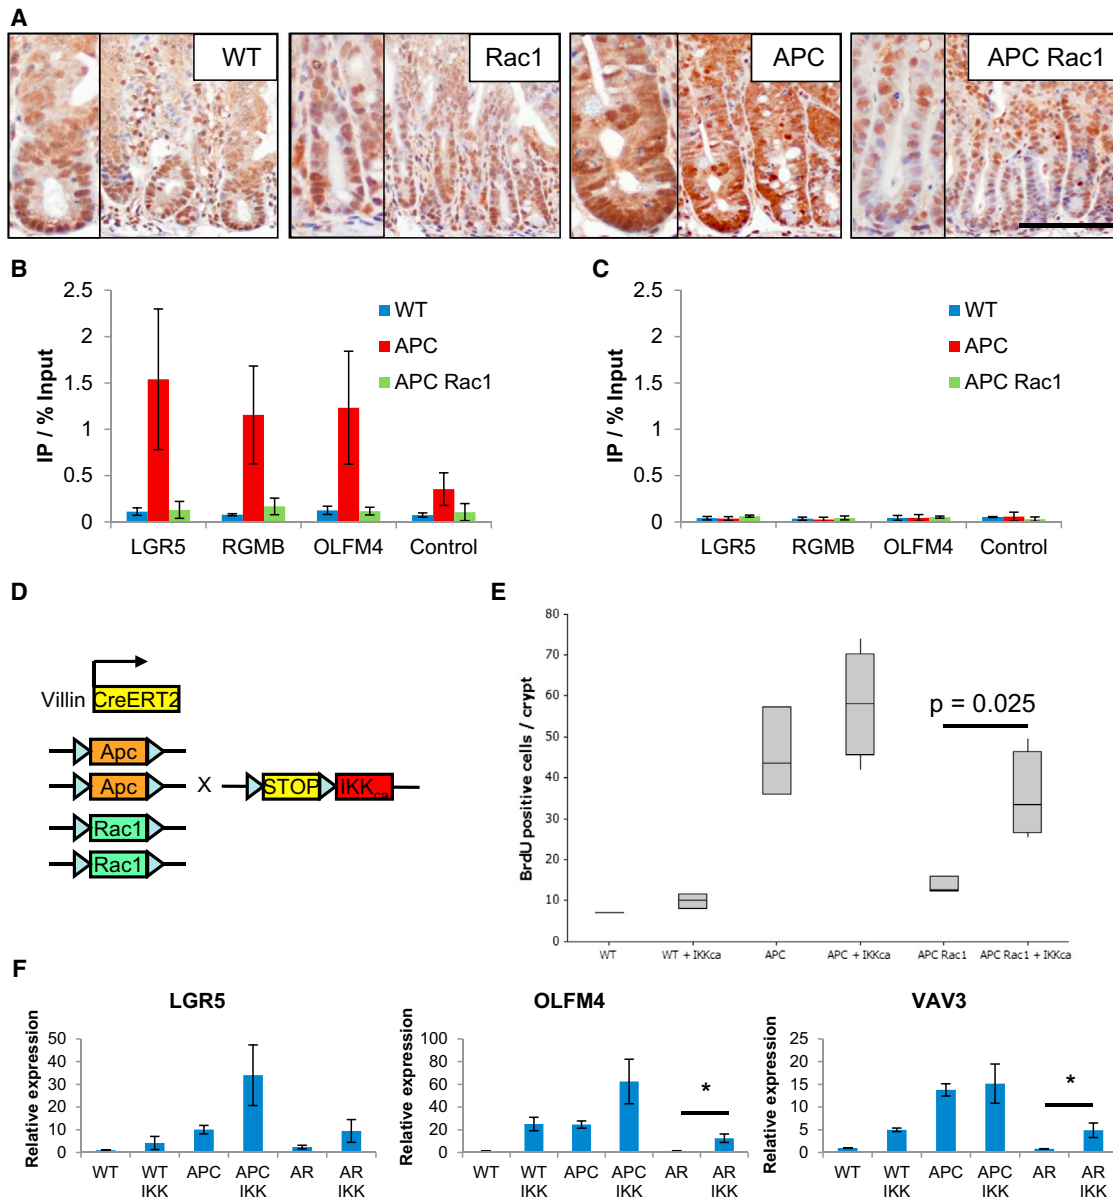 A
WT
Rac1
APC
APC Rac1
B
IP / % Input
2.5
2
1.5
1
0.5
0
WT
APC
APC Rac1
LGR5 RGMB OLFM4 Control
C
IP / % Input
2.5
2
1.5
1
0.5
0
WT
APC
APC Rac1
LGR5 RGMB OLFM4 Control
D
Villin CreERT2
Apc
Apc
X
STOP IKKca
Rac1
Rac1
E
BrdU positive cells / crypt
80
70
60
50
40
30
20
10
0
p = 0.025
WT WT + IKKca APC APC + IKKca APC Rac1 APC Rac1 + IKKca
F
LGR5
Relative expression
50
40
30
20
10
0
WT WT IKK APC APC IKK AR AR IKK
OLFM4
Relative expression
100
80
60
40
20
0
*
WT WT IKK APC APC IKK AR AR IKK
VAV3
Relative expression
25
20
15
10
5
0
*
WT WT IKK APC APC IKK AR AR IKK